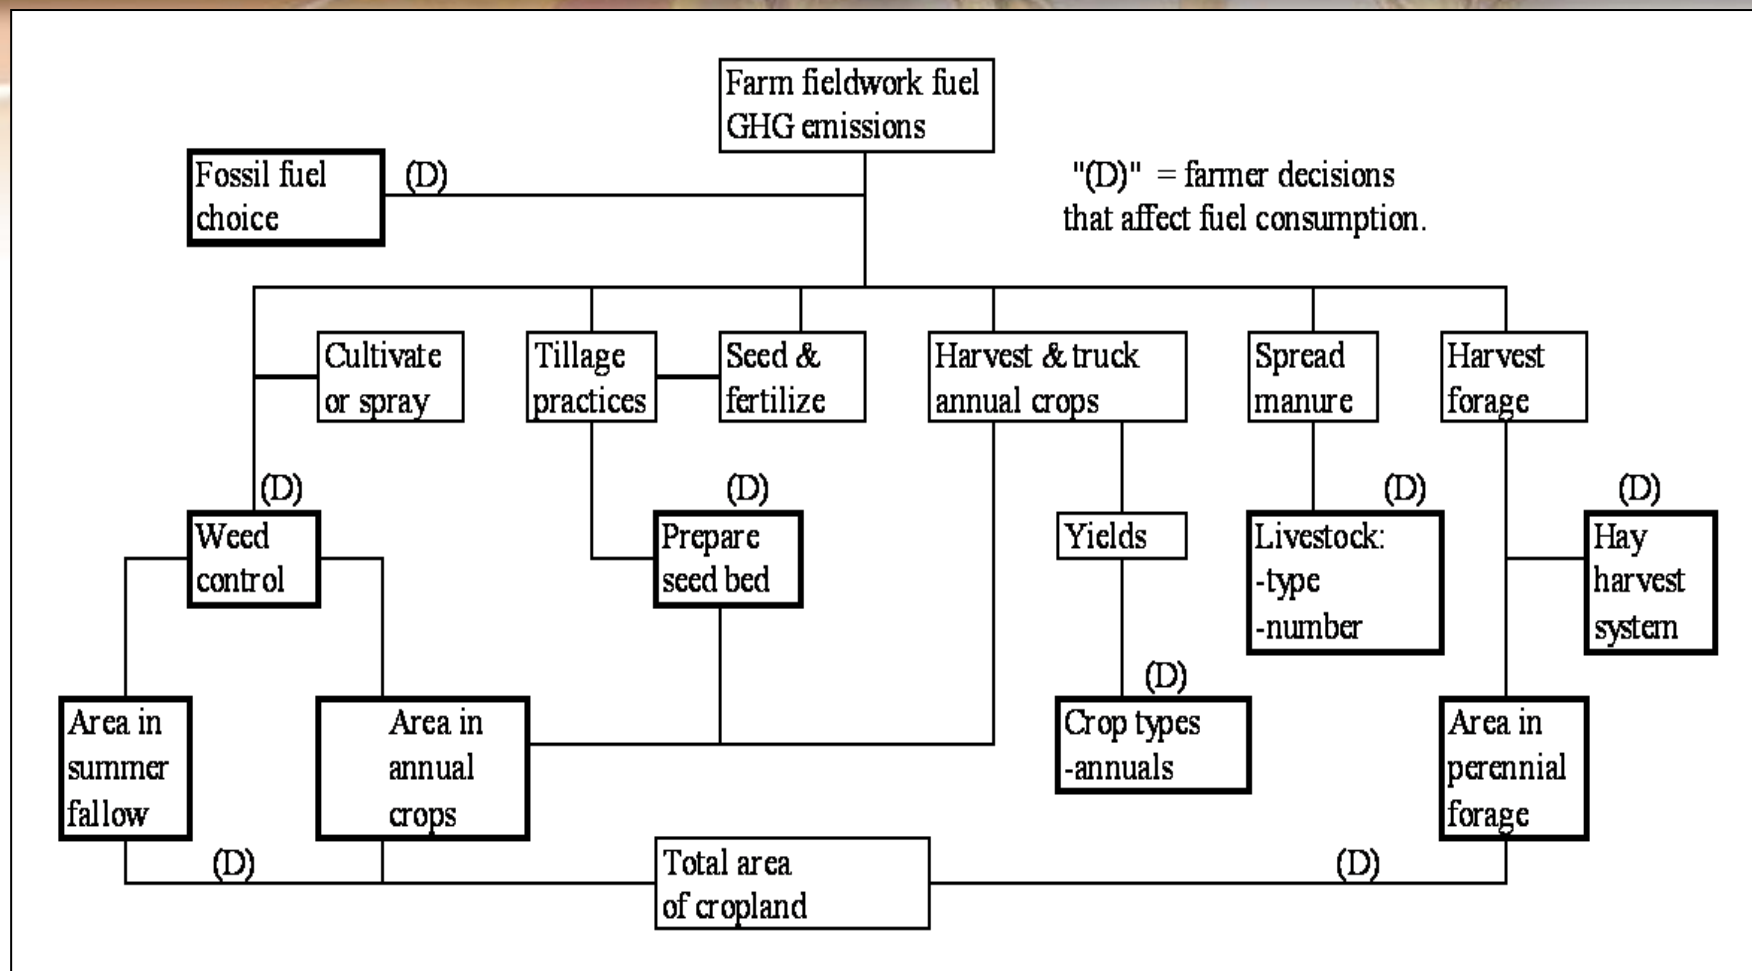 Farm fieldwork fuel
GHG emissions
Fossil fuel
choice
(D)
"(D)" = farmer decisions
that affect fuel consumption.
Cultivate
or spray
Tillage
practices
Seed &
fertilize
Harvest & truck
annual crops
Spread
manure
Harvest
forage
(D)
Weed
control
(D)
Prepare
seed bed
Yields
(D)
Livestock:
-type
-number
(D)
Hay
harvest
system
Area in
summer
fallow
Area in
annual
crops
(D)
Crop types
-annuals
Area in
perennial
forage
(D)
Total area
of cropland
(D)